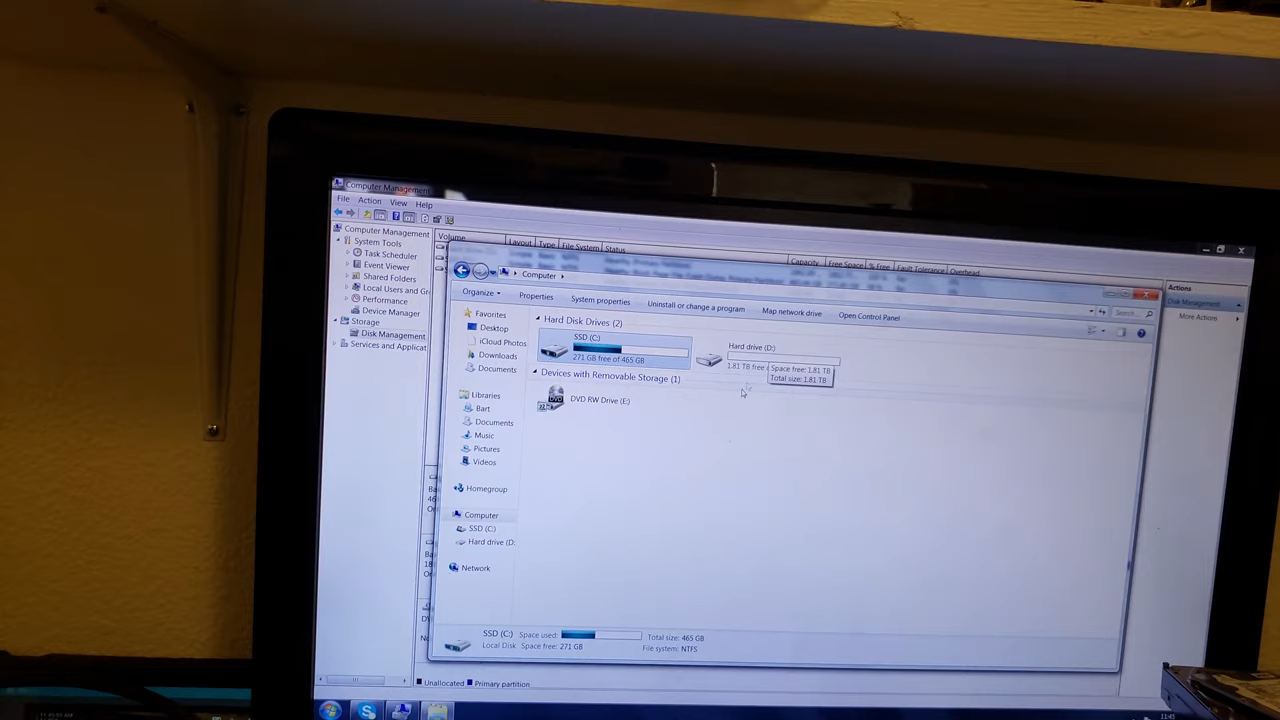 Computer Management
File Action View Help
Computer Management
System Tools
Task Scheduler
Event Viewer
Shared Folders
Local Users and Gr
Performance
Device Manager
Storage
Disk Management
Services and Applicat
Volume Layout Type File System Status
Capacity Free Space % Free Fault Tolerance Overhead
Actions
Disk Management
More Actions
Computer
Search...
Organize Properties System properties Uninstall or change a program Map network drive Open Control Panel
Favorites
Desktop
iCloud Photos
Downloads
Documents
Libraries
Bart
Documents
Music
Pictures
Videos
Homegroup
Computer
SSD (C:)
Hard drive (D:
Network
Hard Disk Drives (2)
SSD (C:)
271 GB free of 465 GB
Hard drive (D:)
1.81 TB free
Space free: 1.81 TB
Total size: 1.81 TB
Devices with Removable Storage (1)
DVD RW Drive (E:)
SSD (C:) Space used: Total size: 465 GB
Local Disk Space free: 271 GB File system: NTFS
Unallocated Primary partition
11:45